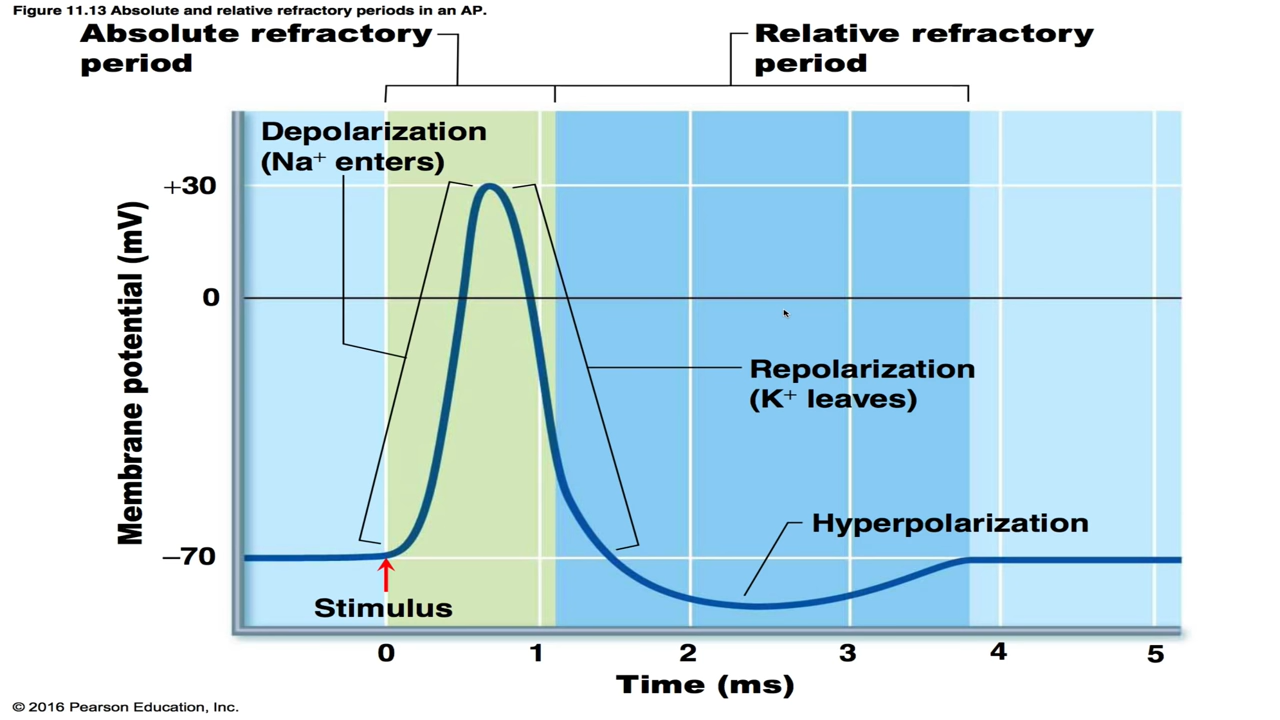 Figure 11.13 Absolute and relative refractory periods in an AP.
Absolute refractory
period
Relative refractory
period
Depolarization
(Na⁺ enters)
+30
0
–70
Membrane potential (mV)
Repolarization
(K⁺ leaves)
Hyperpolarization
Stimulus
0 1 2 3 4 5
Time (ms)
© 2016 Pearson Education, Inc.